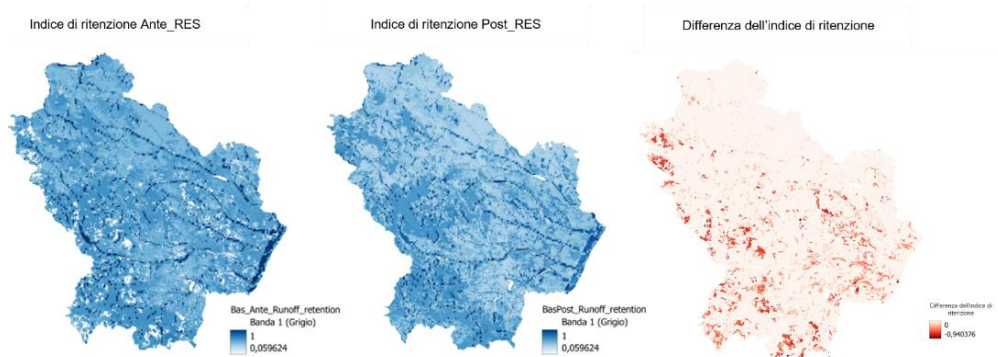 Indice di ritenzione Ante_RES
Indice di ritenzione Post_RES
Differenza dell'indice di ritenzione
Bas_Ante_Runoff_retention
Banda 1 (Grigio)
1
0,059624
BasPost_Runoff_retention
Banda 1 (Grigio)
1
0,059624
Differenza dell'indice di
ritenzione
0
-0,940376